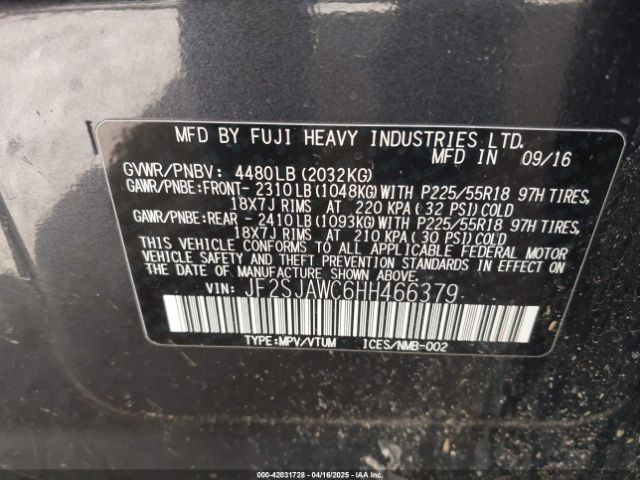 MFD BY FUJI HEAVY INDUSTRIES LTD.
MFD IN 09/16
GVWR/PNBV: 4480LB (2032KG)
GAWR/PNBE:FRONT- 2310LB(1048KG)WITH P225/55R18 97H TIRES,
18X7J RIMS AT 220 KPA(32 PSI)COLD
GAWR/PNBE:REAR - 2410LB(1093KG)WITH P225/55R18 97H TIRES,
18X7J RIMS AT 210 KPA(30 PSI)COLD
THIS VEHICLE CONFORMS TO ALL APPLICABLE FEDERAL MOTOR
VEHICLE SAFETY AND THEFT PREVENTION STANDARDS IN EFFECT ON
THE DATE OF MANUFACTURE SHOWN ABOVE.
VIN: JF2SJAWC6HH466379
TYPE:MPV/VTUM ICES/NMB-002
000-42031728 04/16/2025 IAAI.COM